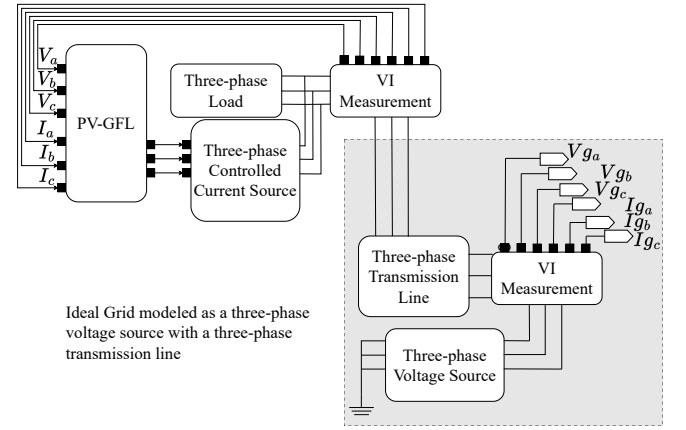 V_a
V_b
V_c
I_a
I_b
I_c
PV-GFL
Three-phase
Load
Three-phase
Controlled
Current Source
VI
Measurement
Vg_a
Vg_b
Vg_c
Ig_a
Ig_b
Ig_c
Three-phase
Transmission
Line
VI
Measurement
Three-phase
Voltage Source
Ideal Grid modeled as a three-phase
voltage source with a three-phase
transmission line